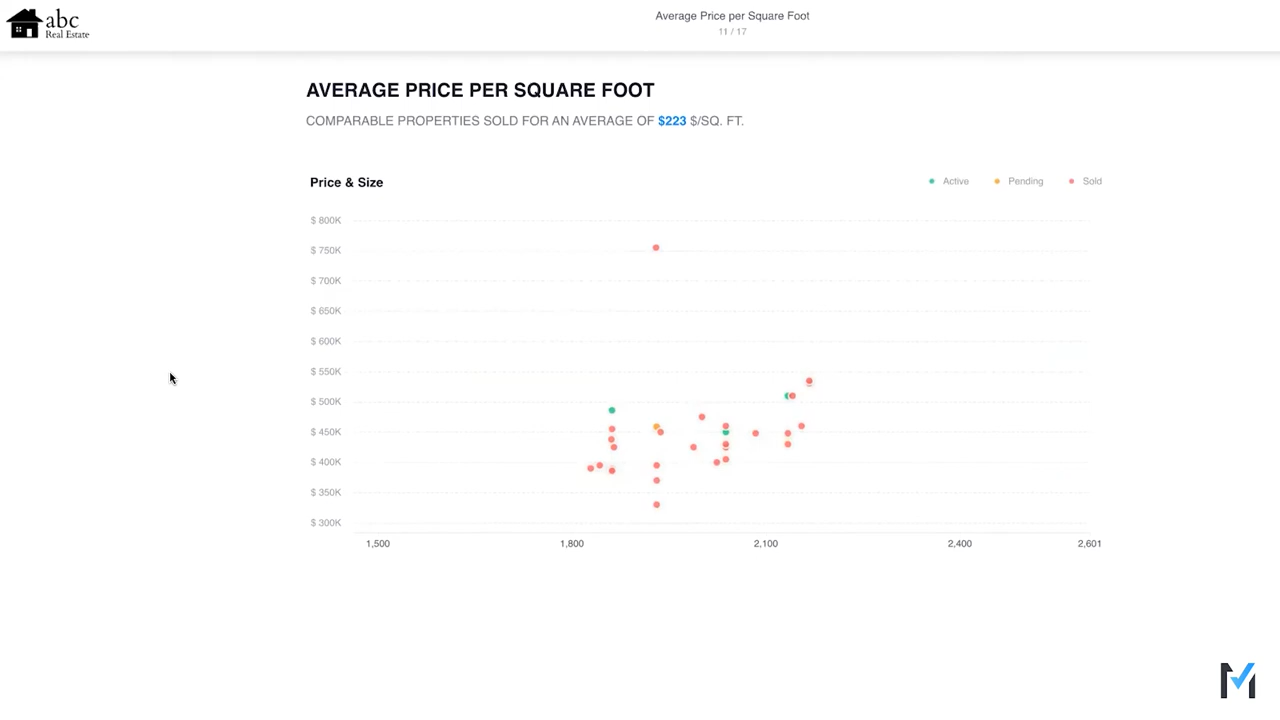 abc
Real Estate
Average Price per Square Foot
11 / 17
AVERAGE PRICE PER SQUARE FOOT
COMPARABLE PROPERTIES SOLD FOR AN AVERAGE OF $223 $/SQ. FT.
Price & Size
Active Pending Sold
$ 800K
$ 750K
$ 700K
$ 650K
$ 600K
$ 550K
$ 500K
$ 450K
$ 400K
$ 350K
$ 300K
1,500 1,800 2,100 2,400 2,601